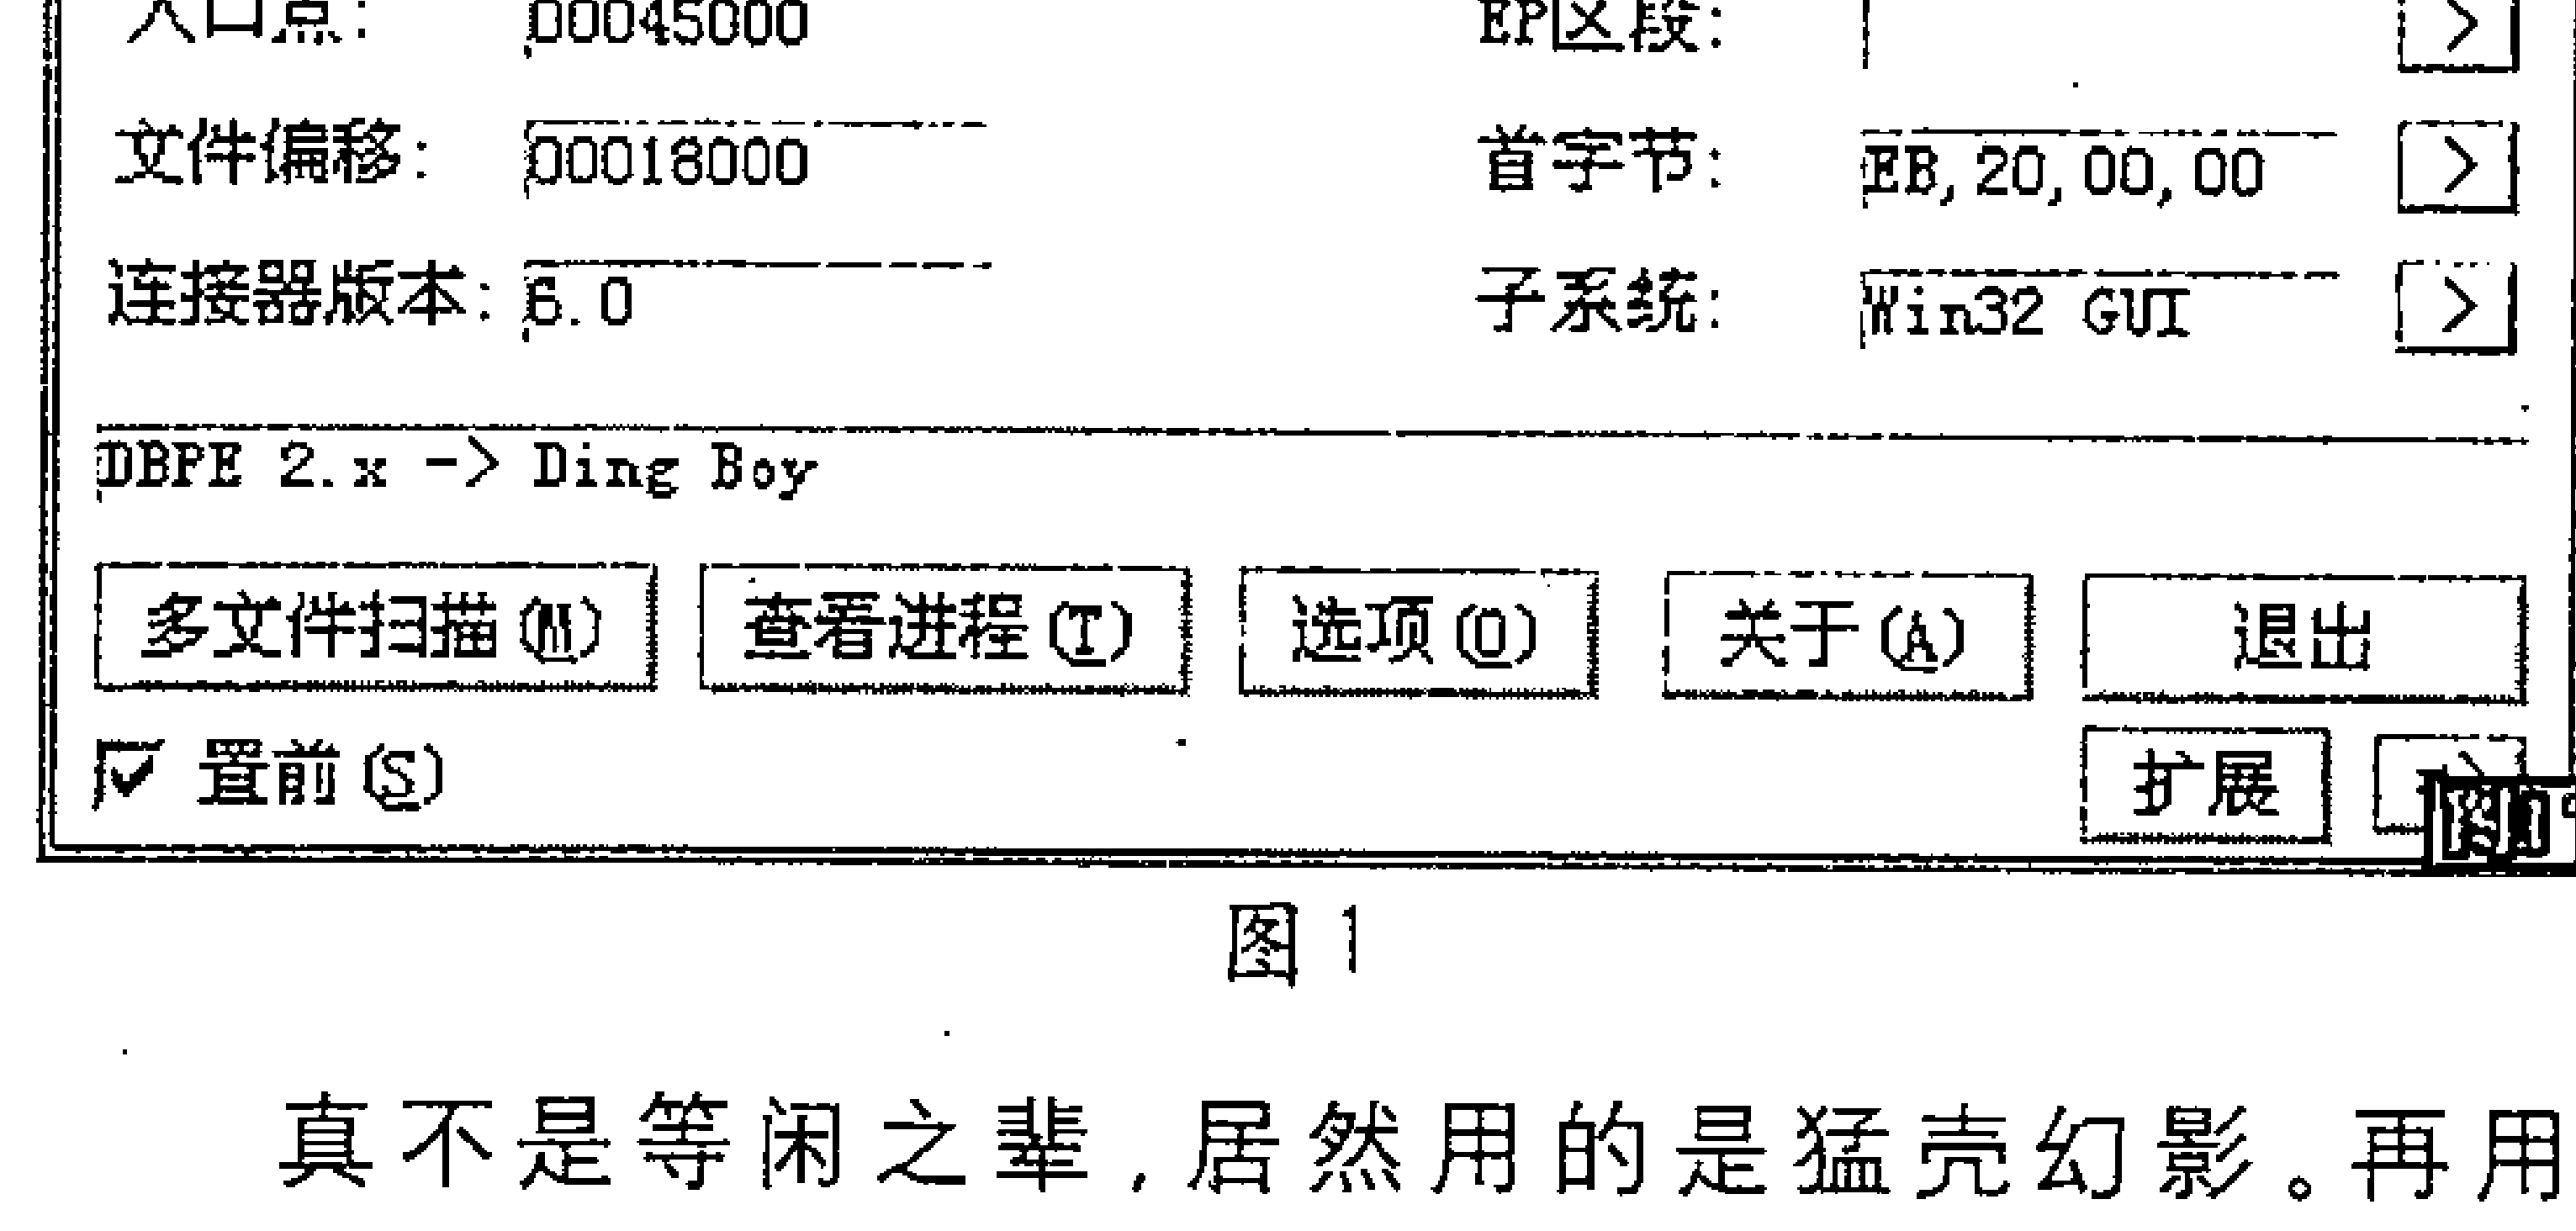 入口点: 00045000 EP区段: >
文件偏移: 00018000 首字节: EB,20,00,00 >
连接器版本: 6.0 子系统: Win32 GUI >
DBPE 2.x -> Ding Boy
多文件扫描(M) 查看进程(T) 选项(O) 关于(A) 退出
置前(S) 扩展
图1
真不是等闲之辈,居然用的是猛壳幻影。再用